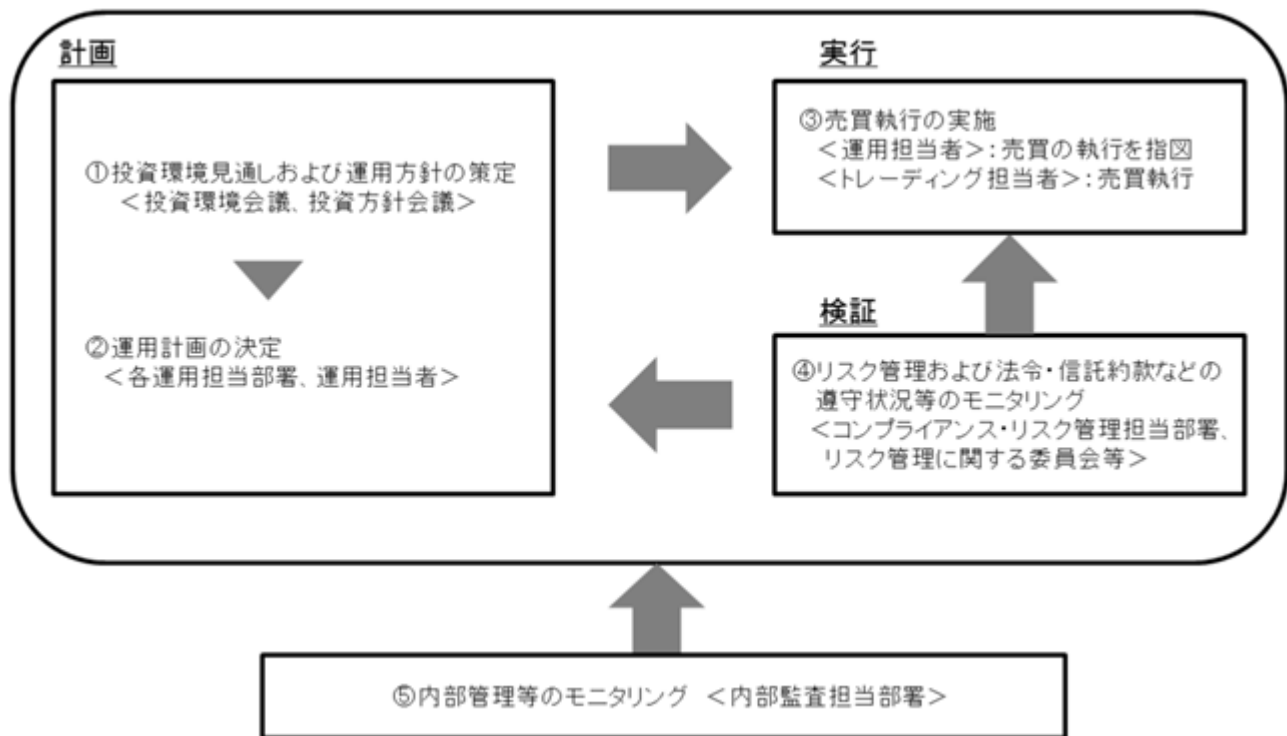 計画
①投資環境見通しおよび運用方針の策定
<投資環境会議、投資方針会議>
②運用計画の決定
<各運用担当部署、運用担当者>
実行
③売買執行の実施
<運用担当者>:売買の執行を指図
<トレーディング担当者>:売買執行
検証
④リスク管理および法令・信託約款などの
遵守状況等のモニタリング
<コンプライアンス・リスク管理担当部署、
リスク管理に関する委員会等>
⑤内部管理等のモニタリング <内部監査担当部署>